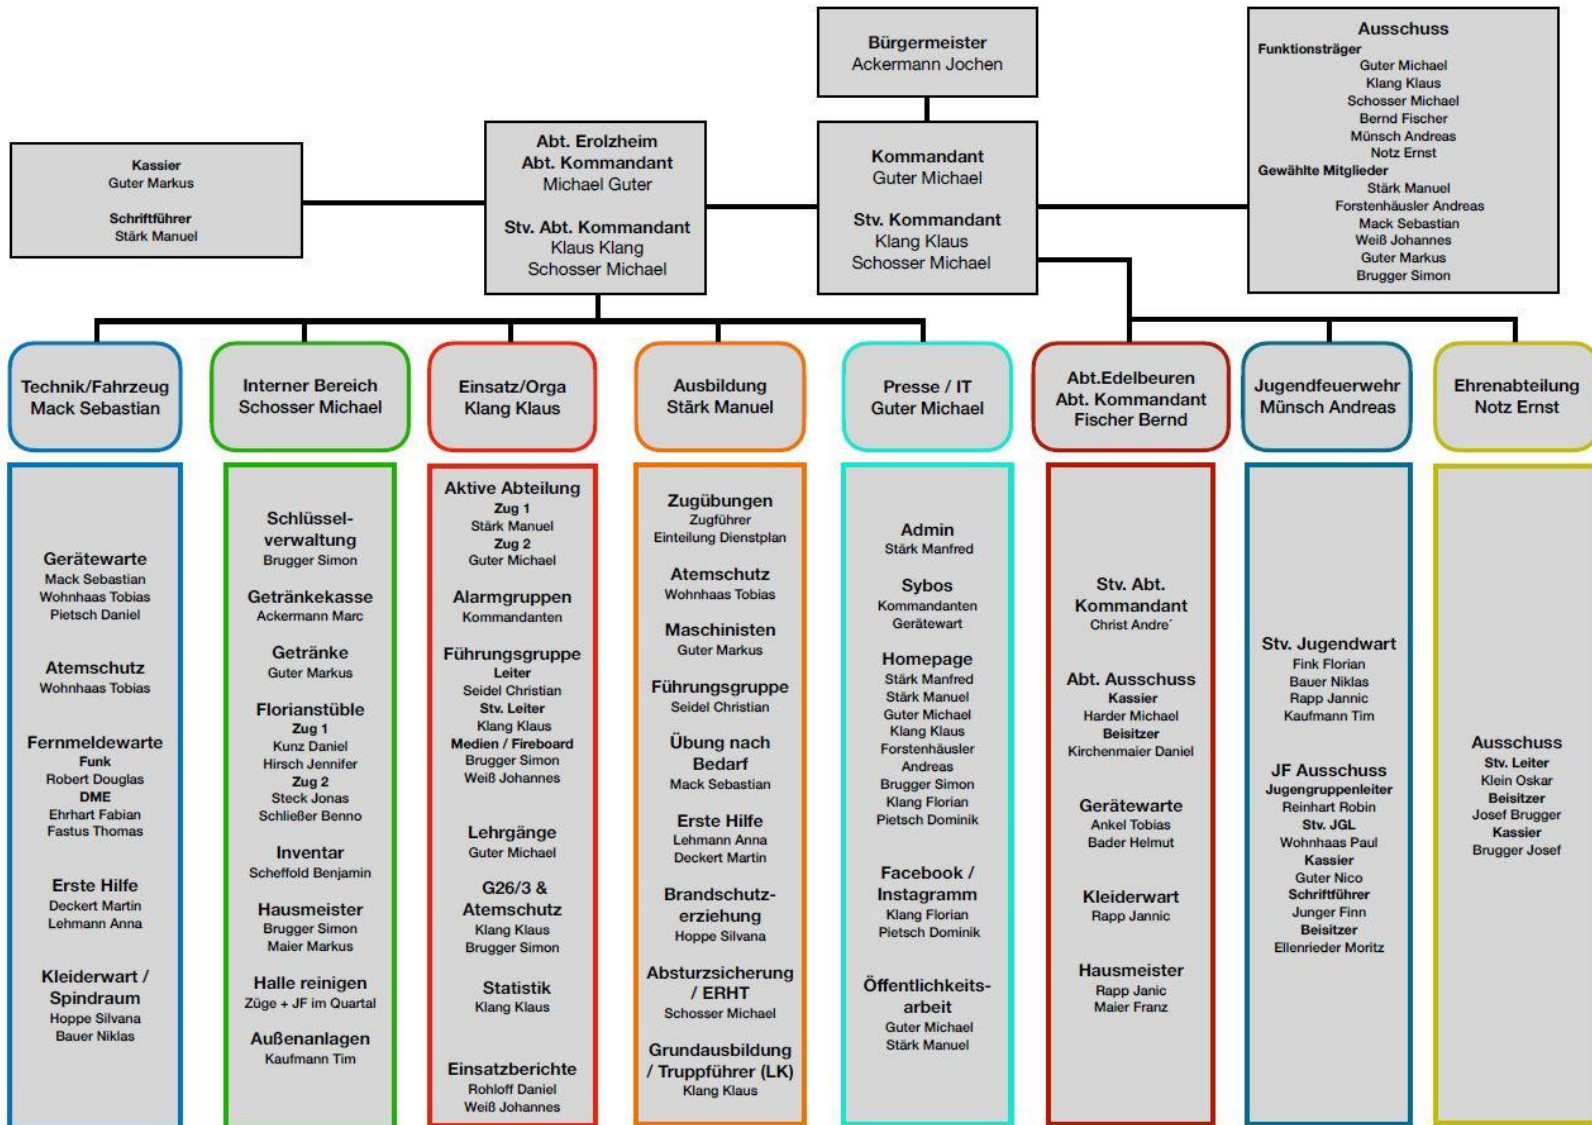 Bürgermeister
Ackermann Jochen
Ausschuss
Funktionsträger
Guter Michael
Klang Klaus
Schosser Michael
Bernd Fischer
Münsch Andreas
Notz Ernst
Gewählte Mitglieder
Stärk Manuel
Forstenhäusler Andreas
Mack Sebastian
Weiß Johannes
Guter Markus
Brugger Simon
Kassier
Guter Markus
Schriftführer
Stärk Manuel
Abt. Erolzheim
Abt. Kommandant
Michael Guter
Stv. Abt. Kommandant
Klaus Klang
Schosser Michael
Kommandant
Guter Michael
Stv. Kommandant
Klang Klaus
Schosser Michael
Technik/Fahrzeug
Mack Sebastian
Gerätewarte
Mack Sebastian
Wohnhaas Tobias
Pietsch Daniel
Atemschutz
Wohnhaas Tobias
Fernmeldewarte
Funk
Robert Douglas
DME
Ehrhart Fabian
Fastus Thomas
Erste Hilfe
Deckert Martin
Lehmann Anna
Kleiderwart /
Spindraum
Hoppe Silvana
Bauer Niklas
Interner Bereich
Schosser Michael
Schlüssel-
verwaltung
Brugger Simon
Getränkekasse
Ackermann Marc
Getränke
Guter Markus
Florianstüble
Zug 1
Kunz Daniel
Hirsch Jennifer
Zug 2
Steck Jonas
Schließer Benno
Inventar
Scheffold Benjamin
Hausmeister
Brugger Simon
Maier Markus
Halle reinigen
Züge + JF im Quartal
Außenanlagen
Kaufmann Tim
Einsatz/Orga
Klang Klaus
Aktive Abteilung
Zug 1
Stärk Manuel
Zug 2
Guter Michael
Alarmgruppen
Kommandanten
Führungsgruppe
Leiter
Seidel Christian
Stv. Leiter
Klang Klaus
Medien / Fireboard
Brugger Simon
Weiß Johannes
Lehrgänge
Guter Michael
G26/3 &
Atemschutz
Klang Klaus
Brugger Simon
Statistik
Klang Klaus
Einsatzberichte
Rohloff Daniel
Weiß Johannes
Ausbildung
Stärk Manuel
Zugübungen
Zugführer
Einteilung Dienstplan
Atemschutz
Wohnhaas Tobias
Maschinisten
Guter Markus
Führungsgruppe
Seidel Christian
Übung nach
Bedarf
Mack Sebastian
Erste Hilfe
Lehmann Anna
Deckert Martin
Brandschutz-
erziehung
Hoppe Silvana
Absturzsicherung
/ ERHT
Schosser Michael
Grundausbildung
/ Truppführer (LK)
Klang Klaus
Presse / IT
Guter Michael
Admin
Stärk Manfred
Sybos
Kommandanten
Gerätewart
Homepage
Stärk Manfred
Stärk Manuel
Guter Michael
Klang Klaus
Forstenhäusler
Andreas
Brugger Simon
Klang Florian
Pietsch Dominik
Facebook /
Instagramm
Klang Florian
Pietsch Dominik
Öffentlichkeits-
arbeit
Guter Michael
Stärk Manuel
Abt.Edelbeuren
Abt. Kommandant
Fischer Bernd
Stv. Abt.
Kommandant
Christ Andre´
Abt. Ausschuss
Kassier
Harder Michael
Beisitzer
Kirchenmaier Daniel
Gerätewarte
Ankel Tobias
Bader Helmut
Kleiderwart
Rapp Jannic
Hausmeister
Rapp Janic
Maier Franz
Jugendfeuerwehr
Münsch Andreas
Stv. Jugendwart
Fink Florian
Bauer Niklas
Rapp Jannic
Kaufmann Tim
JF Ausschuss
Jugengruppenleiter
Reinhart Robin
Stv. JGL
Wohnhaas Paul
Kassier
Guter Nico
Schriftführer
Junger Finn
Beisitzer
Ellenrieder Moritz
Ehrenabteilung
Notz Ernst
Ausschuss
Stv. Leiter
Klein Oskar
Beisitzer
Josef Brugger
Kassier
Brugger Josef